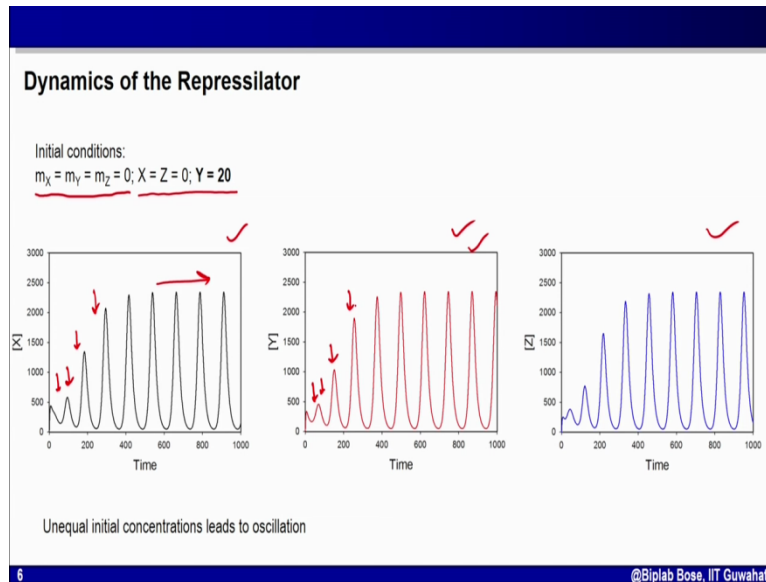 Dynamics of the Repressilator
Initial conditions:
m_X = m_Y = m_Z = 0; X = Z = 0; Y = 20
3000
2500
2000
1500
1000
500
0
[X]
0 200 400 600 800 1000
Time
3000
2500
2000
1500
1000
500
0
[Y]
0 200 400 600 800 1000
Time
3000
2500
2000
1500
1000
500
0
[Z]
0 200 400 600 800 1000
Time
Unequal initial concentrations leads to oscillation
6 @Biplab Bose, IIT Guwahat